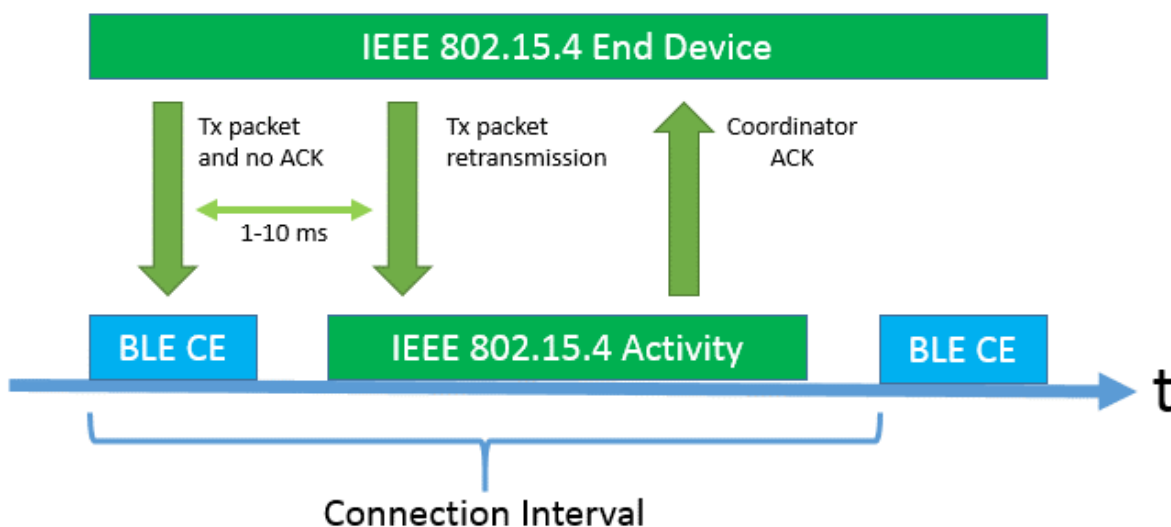 IEEE 802.15.4 End Device
Tx packet
and no ACK
Tx packet
retransmission
Coordinator
ACK
1-10 ms
BLE CE
IEEE 802.15.4 Activity
BLE CE
t
Connection Interval